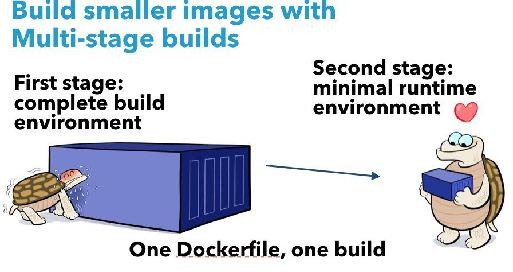 Build smaller images with
Multi-stage builds
First stage:
complete build
environment
Second stage:
minimal runtime
environment
One Dockerfile, one build